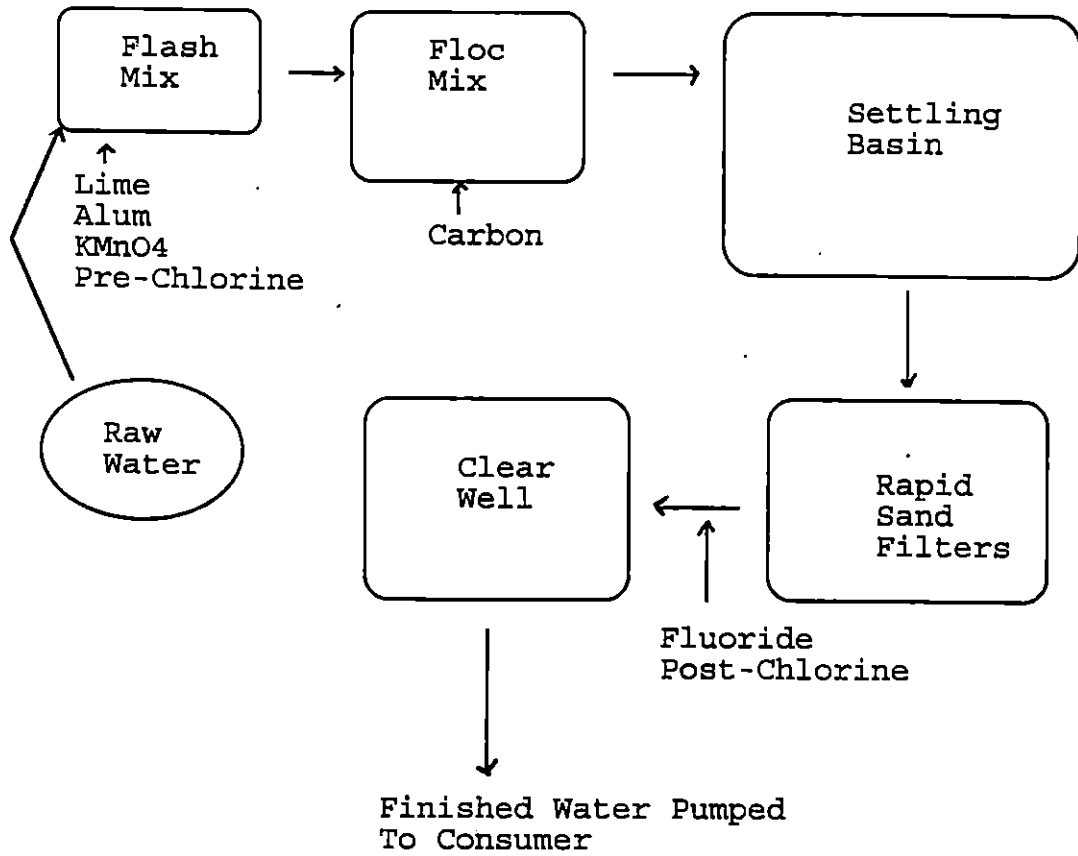 Flash
Mix
Floc
Mix
Settling
Basin
Lime
Alum
KMnO4
Pre-Chlorine
Carbon
Raw
Water
Clear
Well
Rapid
Sand
Filters
Fluoride
Post-Chlorine
Finished Water Pumped
To Consumer